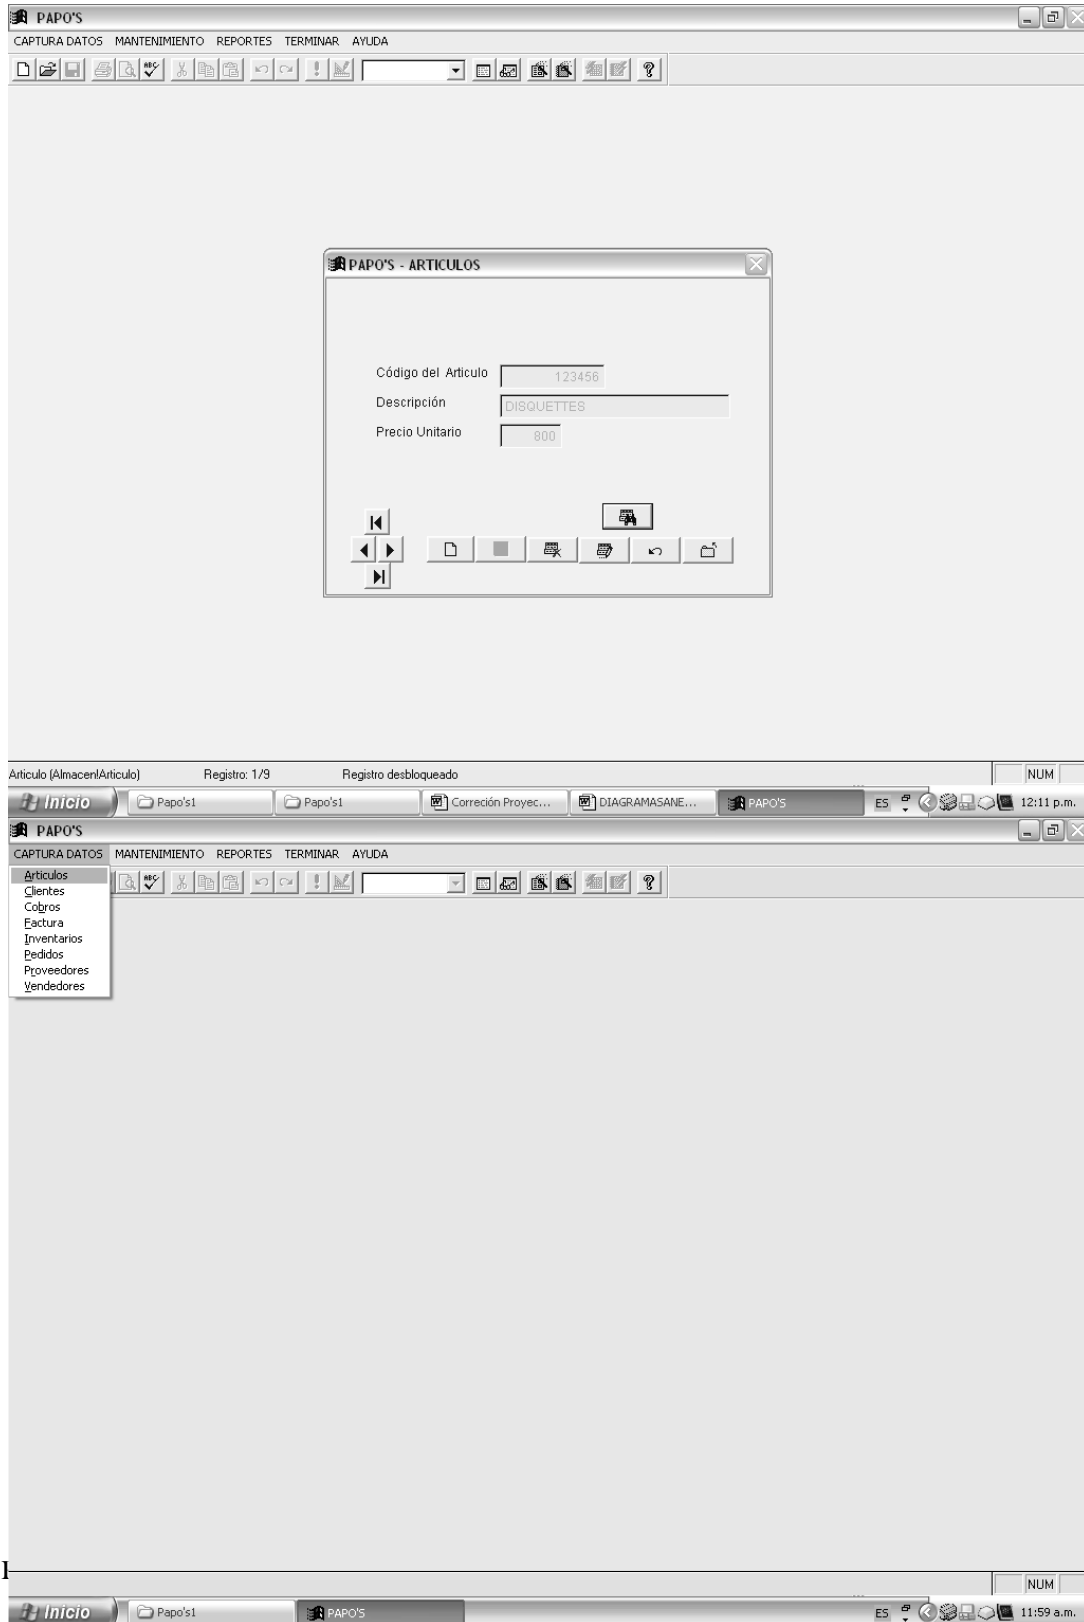 PAPO'S
CAPTURA DATOS MANTENIMIENTO REPORTES TERMINAR AYUDA
PAPO'S - ARTICULOS
Código del Articulo 123456
Descripción DISQUETTES
Precio Unitario 800
Articulo (Almacen!Articulo) Registro: 1/9 Registro desbloqueado NUM
Inicio Papo's1 Papo's1 Correción Proyec... DIAGRAMASANE... PAPO'S ES 12:11 p.m.
PAPO'S
CAPTURA DATOS MANTENIMIENTO REPORTES TERMINAR AYUDA
Articulos
Clientes
Cobros
Factura
Inventarios
Pedidos
Proveedores
Vendedores
NUM
Inicio Papo's1 PAPO'S ES 11:59 a.m.